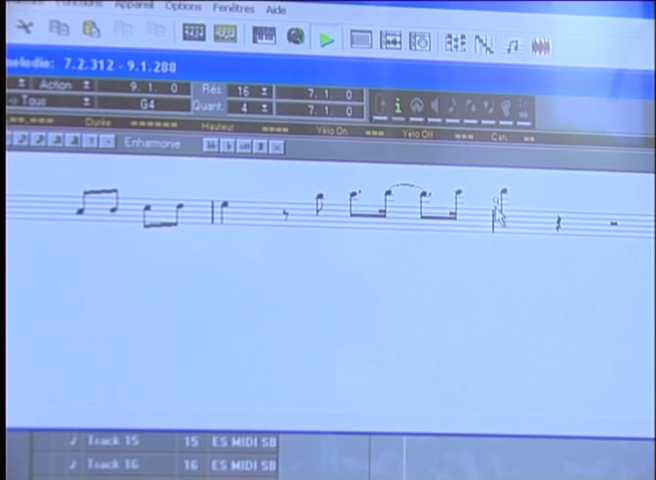 Fonctions Appareil Options Fenêtres Aide
melodie: 7.2.312 - 9.1.288
Action 9. 1. 0 Rés 16 7. 1. 0
Tous G4 Quant. 4 7. 1. 0
Durée Hauteur Vélo On Vélo Off Can.
Enharmonie
Track 15 15 ES MIDI SB
Track 16 16 ES MIDI SB